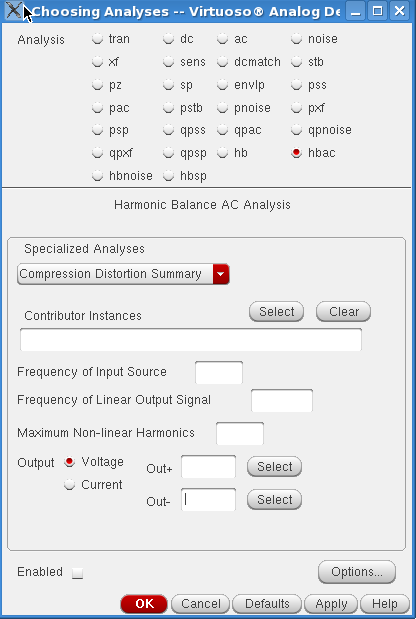 Choosing Analyses -- Virtuoso® Analog De
Analysis tran dc ac noise
xf sens dcmatch stb
pz sp envlp pss
pac pstb pnoise pxf
psp qpss qpac qpnoise
qpxf qpsp hb hbac
hbnoise hbsp
Harmonic Balance AC Analysis
Specialized Analyses
Compression Distortion Summary
Contributor Instances Select Clear
Frequency of Input Source
Frequency of Linear Output Signal
Maximum Non-linear Harmonics
Output Voltage Out+ Select
Current Out- Select
Enabled Options...
OK Cancel Defaults Apply Help